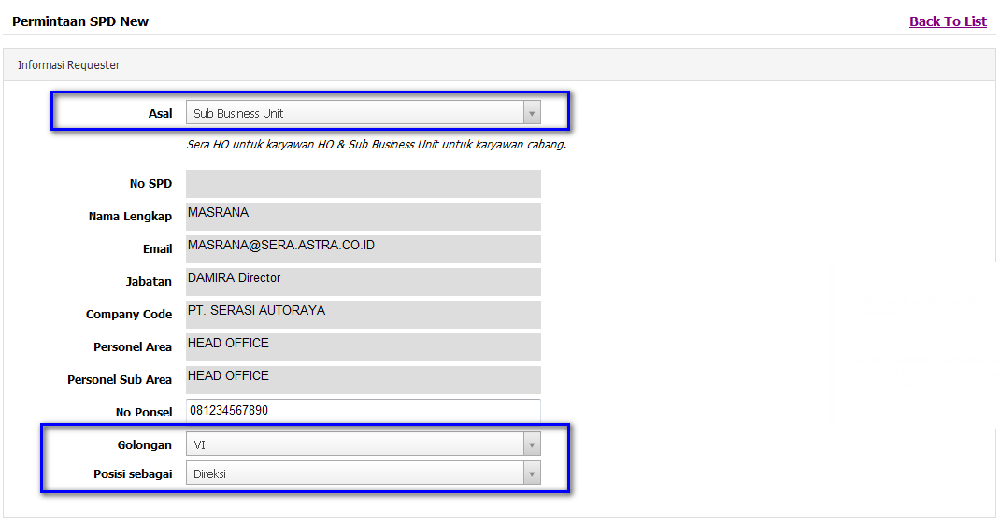 Permintaan SPD New Back To List
Informasi Requester
Asal Sub Business Unit
Sera HO untuk karyawan HO & Sub Business Unit untuk karyawan cabang.
No SPD
Nama Lengkap MASRANA
Email MASRANA@SERA.ASTRA.CO.ID
Jabatan DAMIRA Director
Company Code PT. SERASI AUTORAYA
Personel Area HEAD OFFICE
Personel Sub Area HEAD OFFICE
No Ponsel 081234567890
Golongan VI
Posisi sebagai Direksi